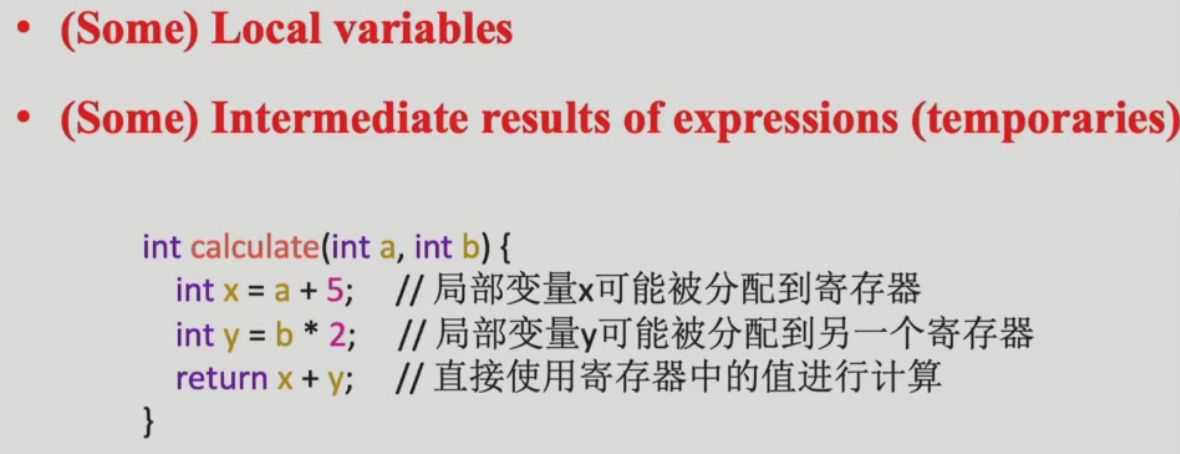 • (Some) Local variables
• (Some) Intermediate results of expressions (temporaries)
int calculate(int a, int b) {
int x = a + 5; // 局部变量x可能被分配到寄存器
int y = b * 2; // 局部变量y可能被分配到另一个寄存器
return x + y; // 直接使用寄存器中的值进行计算
}